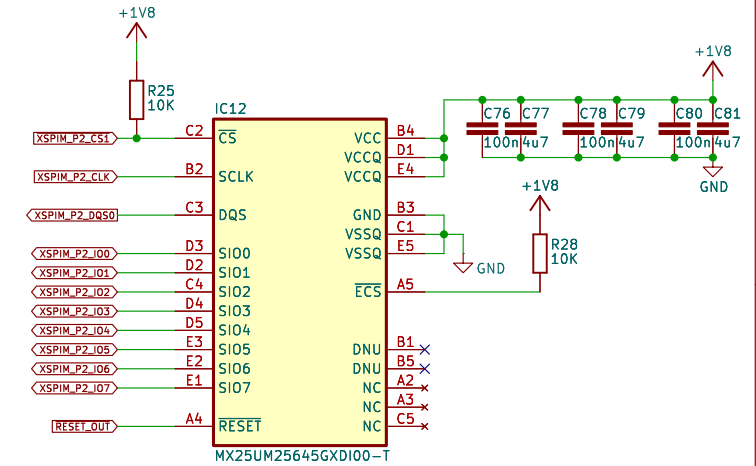 +1V8
R25
10K
IC12
XSPIM_P2_CS1 C2 CS
XSPIM_P2_CLK B2 SCLK
XSPIM_P2_DQS0 C3 DQS
XSPIM_P2_IO0 D3 SIO0
XSPIM_P2_IO1 D2 SIO1
XSPIM_P2_IO2 C4 SIO2
XSPIM_P2_IO3 D4 SIO3
XSPIM_P2_IO4 D5 SIO4
XSPIM_P2_IO5 E3 SIO5
XSPIM_P2_IO6 E2 SIO6
XSPIM_P2_IO7 E1 SIO7
RESET_OUT A4 RESET
VCC B4
VCCQ D1
VCCQ E4
GND B3
VSSQ C1
VSSQ E5
ECS A5
DNU B1
DNU B5
NC A2
NC A3
NC C5
MX25UM25645GXDI00-T
GND
+1V8
R28
10K
+1V8
C76 C77 C78 C79 C80 C81
100n 4u7 100n 4u7 100n 4u7
GND